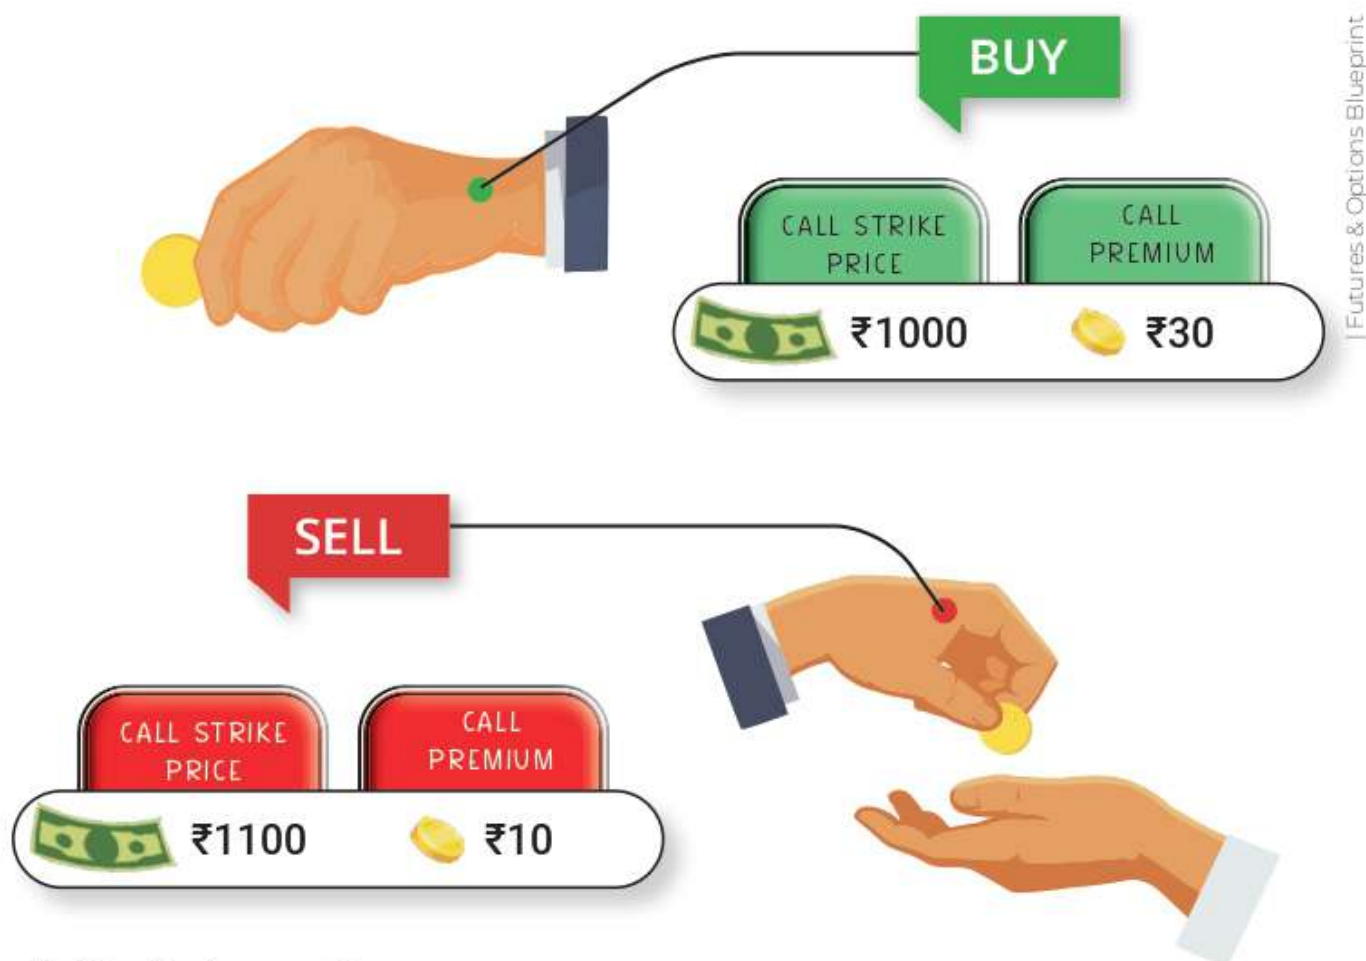 BUY
| Futures & Options Blueprint
CALL STRIKE
PRICE
CALL
PREMIUM
₹1000
₹30
SELL
CALL STRIKE
PRICE
CALL
PREMIUM
₹1100
₹10